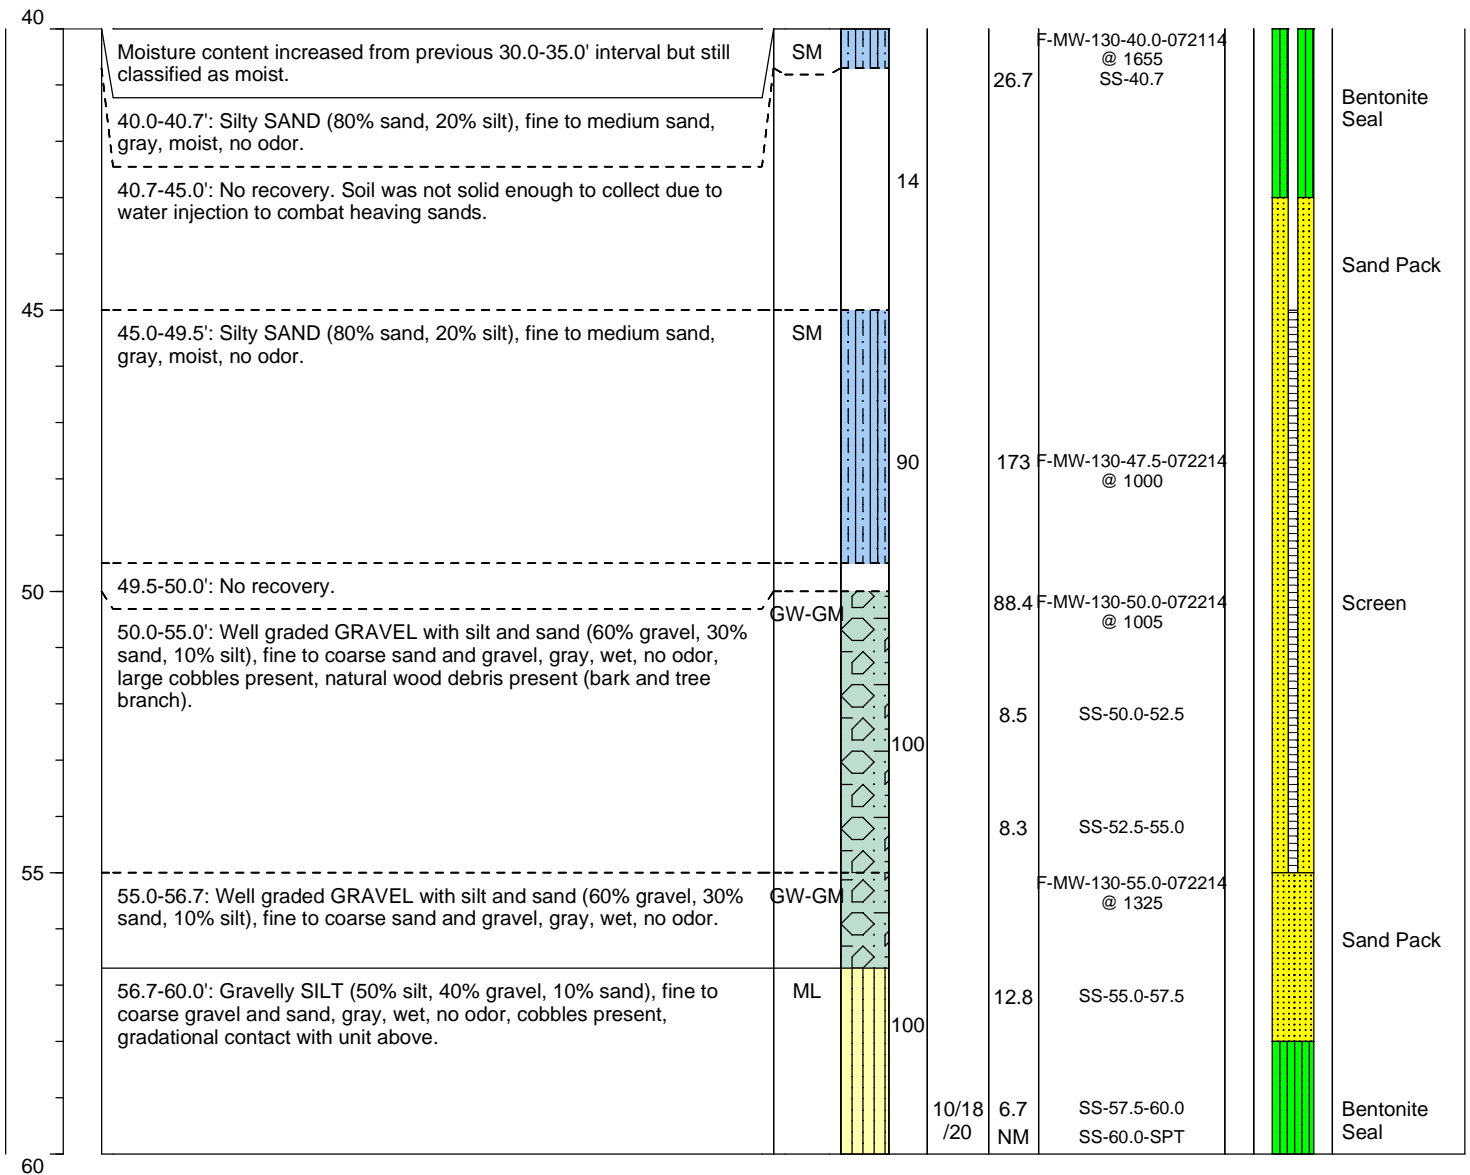 40
Moisture content increased from previous 30.0-35.0' interval but still
classified as moist.
SM
F-MW-130-40.0-072114
@ 1655
26.7
SS-40.7
Bentonite
Seal
40.0-40.7': Silty SAND (80% sand, 20% silt), fine to medium sand,
gray, moist, no odor.
40.7-45.0': No recovery. Soil was not solid enough to collect due to
water injection to combat heaving sands.
14
Sand Pack
45
45.0-49.5': Silty SAND (80% sand, 20% silt), fine to medium sand,
gray, moist, no odor.
SM
90
173
F-MW-130-47.5-072214
@ 1000
49.5-50.0': No recovery.
50
88.4
F-MW-130-50.0-072214
@ 1005
Screen
GW-GM
50.0-55.0': Well graded GRAVEL with silt and sand (60% gravel, 30%
sand, 10% silt), fine to coarse sand and gravel, gray, wet, no odor,
large cobbles present, natural wood debris present (bark and tree
branch).
8.5
SS-50.0-52.5
100
8.3
SS-52.5-55.0
55
55.0-56.7: Well graded GRAVEL with silt and sand (60% gravel, 30%
sand, 10% silt), fine to coarse sand and gravel, gray, wet, no odor.
GW-GM
F-MW-130-55.0-072214
@ 1325
Sand Pack
56.7-60.0': Gravelly SILT (50% silt, 40% gravel, 10% sand), fine to
coarse gravel and sand, gray, wet, no odor, cobbles present,
gradational contact with unit above.
ML
12.8
SS-55.0-57.5
100
10/18
/20
6.7
SS-57.5-60.0
NM
SS-60.0-SPT
Bentonite
Seal
60